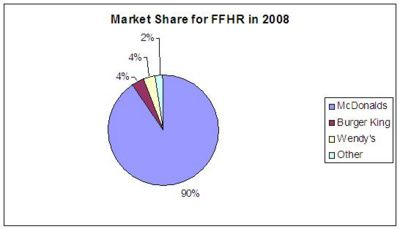 Market Share for FFHR in 2008
2%
4%
4%
90%
McDonalds
Burger King
Wendy's
Other